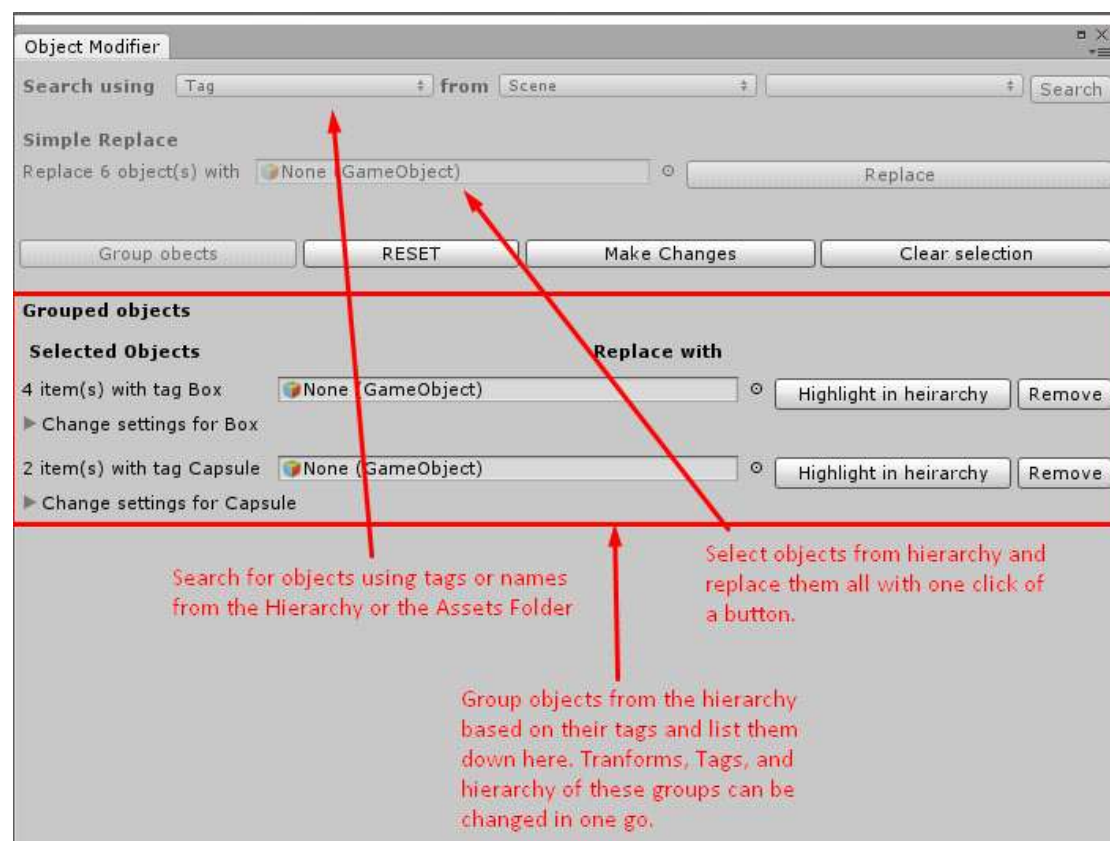 Object Modifier
Search using Tag from Scene Search
Simple Replace
Replace 6 object(s) with None (GameObject) Replace
Group obects RESET Make Changes Clear selection
Grouped objects
Selected Objects Replace with
4 item(s) with tag Box None (GameObject) Highlight in heirarchy Remove
Change settings for Box
2 item(s) with tag Capsule None (GameObject) Highlight in heirarchy Remove
Change settings for Capsule
Search for objects using tags or names
from the Hierarchy or the Assets Folder
Select objects from hierarchy and
replace them all with one click of
a button.
Group objects from the hierarchy
based on their tags and list them
down here. Tranforms, Tags, and
hierarchy of these groups can be
changed in one go.